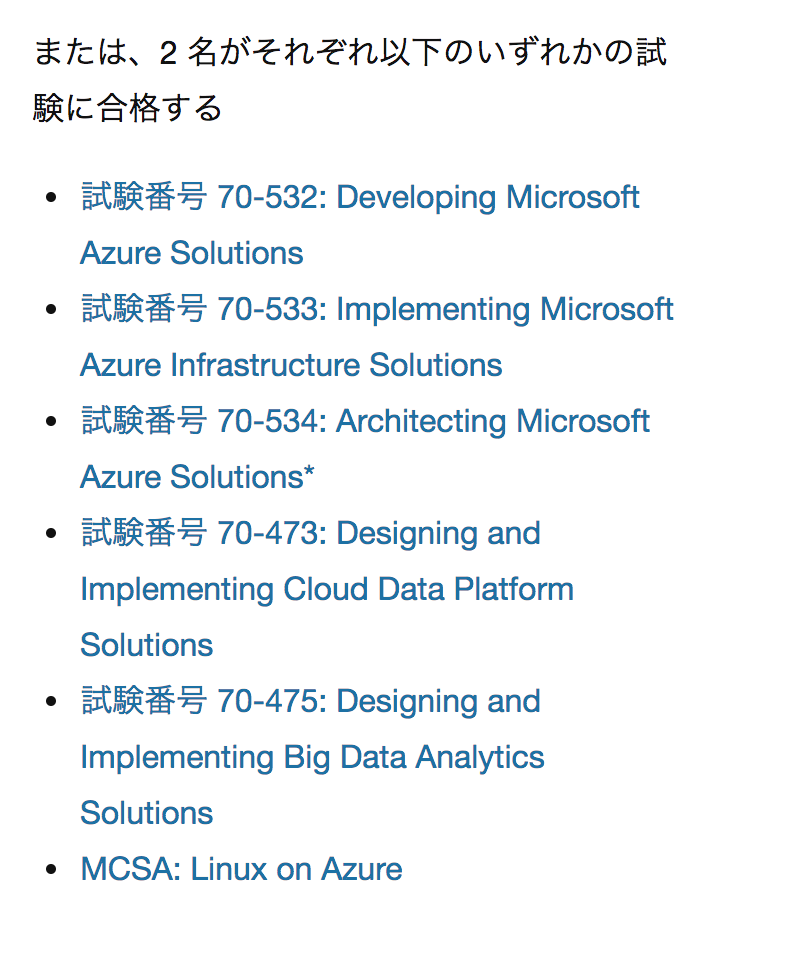 または、2 名がそれぞれ以下のいずれかの試
験に合格する
• 試験番号 70-532: Developing Microsoft
Azure Solutions
• 試験番号 70-533: Implementing Microsoft
Azure Infrastructure Solutions
• 試験番号 70-534: Architecting Microsoft
Azure Solutions*
• 試験番号 70-473: Designing and
Implementing Cloud Data Platform
Solutions
• 試験番号 70-475: Designing and
Implementing Big Data Analytics
Solutions
• MCSA: Linux on Azure